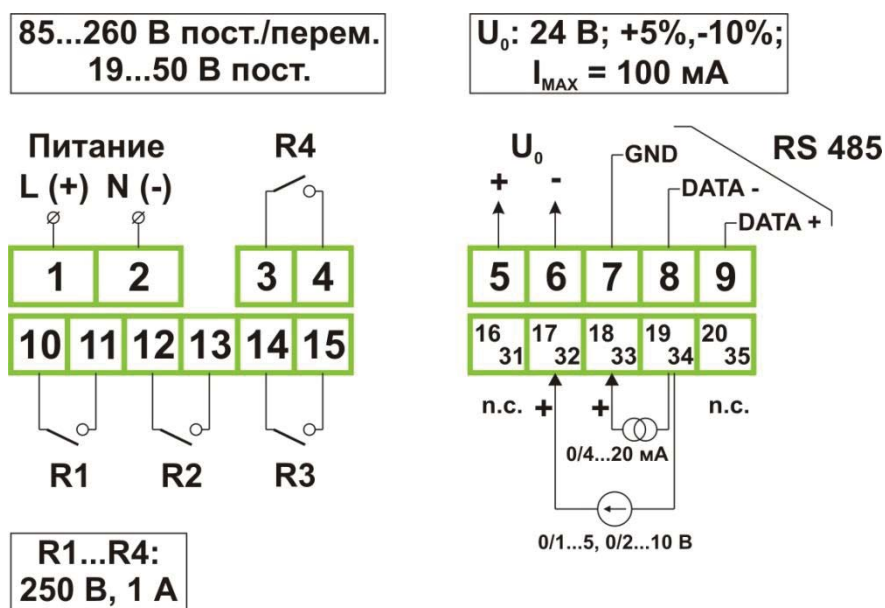 85...260 В пост./перем.
19...50 В пост.
U₀: 24 В; +5%,-10%;
I_MAX = 100 мА
Питание
L (+) N (-)
R4
1 2
3 4
10 11 12 13 14 15
R1 R2 R3
R1...R4:
250 В, 1 А
U₀
+ -
GND
RS 485
DATA -
DATA +
5 6 7 8 9
16 17 18 19 20
31 32 33 34 35
n.c. + + n.c.
0/4...20 мА
0/1...5, 0/2...10 В